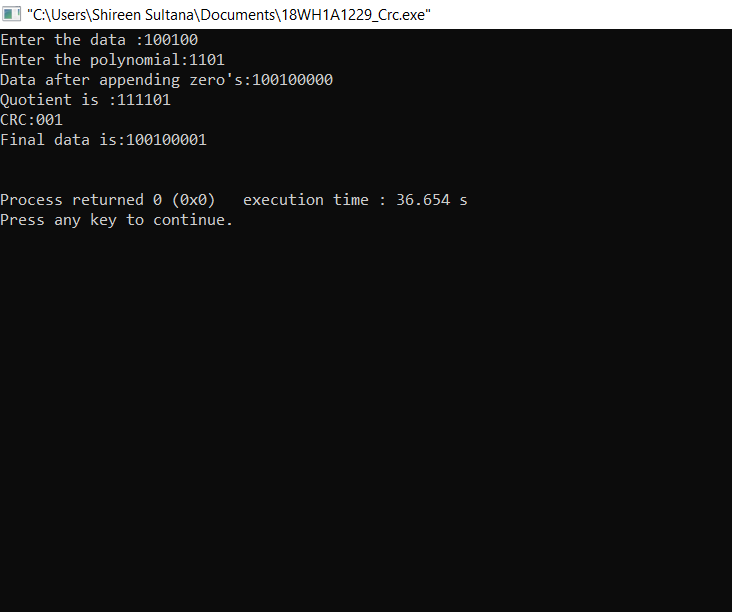 "C:\Users\Shireen Sultana\Documents\18WH1A1229_Crc.exe"
Enter the data :100100
Enter the polynomial:1101
Data after appending zero's:100100000
Quotient is :111101
CRC:001
Final data is:100100001
Process returned 0 (0x0)   execution time : 36.654 s
Press any key to continue.